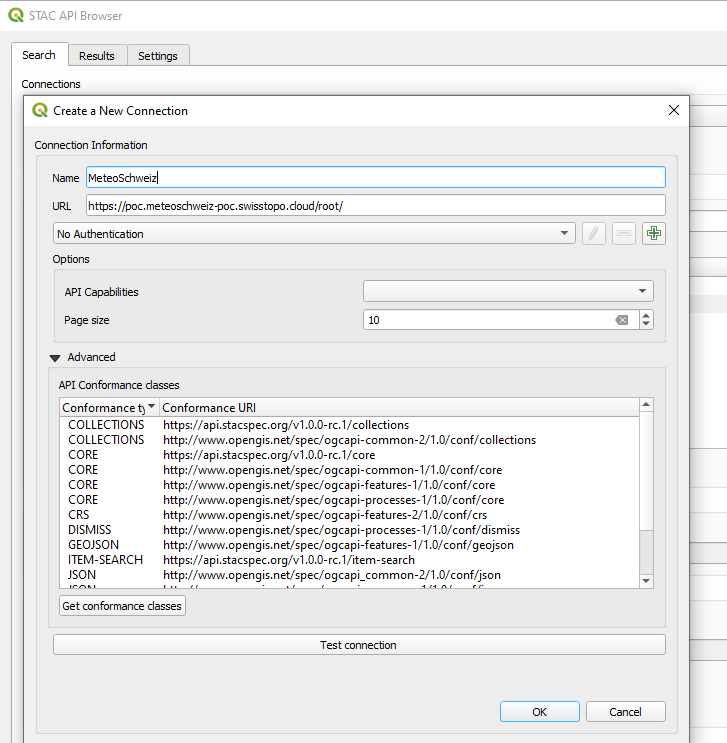 STAC API Browser
Search Results Settings
Connections
Create a New Connection
Connection Information
Name MeteoSchweiz
URL https://poc.meteoschweiz-poc.swisstopo.cloud/root/
No Authentication
Options
API Capabilities
Page size 10
Advanced
API Conformance classes
Conformance ty Conformance URI
COLLECTIONS https://api.stacspec.org/v1.0.0-rc.1/collections
COLLECTIONS http://www.opengis.net/spec/ogcapi-common-2/1.0/conf/collections
CORE https://api.stacspec.org/v1.0.0-rc.1/core
CORE http://www.opengis.net/spec/ogcapi-common-1/1.0/conf/core
CORE http://www.opengis.net/spec/ogcapi-features-1/1.0/conf/core
CORE http://www.opengis.net/spec/ogcapi-processes-1/1.0/conf/core
CRS http://www.opengis.net/spec/ogcapi-features-2/1.0/conf/crs
DISMISS http://www.opengis.net/spec/ogcapi-processes-1/1.0/conf/dismiss
GEOJSON http://www.opengis.net/spec/ogcapi-features-1/1.0/conf/geojson
ITEM-SEARCH https://api.stacspec.org/v1.0.0-rc.1/item-search
JSON http://www.opengis.net/spec/ogcapi_common-2/1.0/conf/json
Get conformance classes
Test connection
OK Cancel